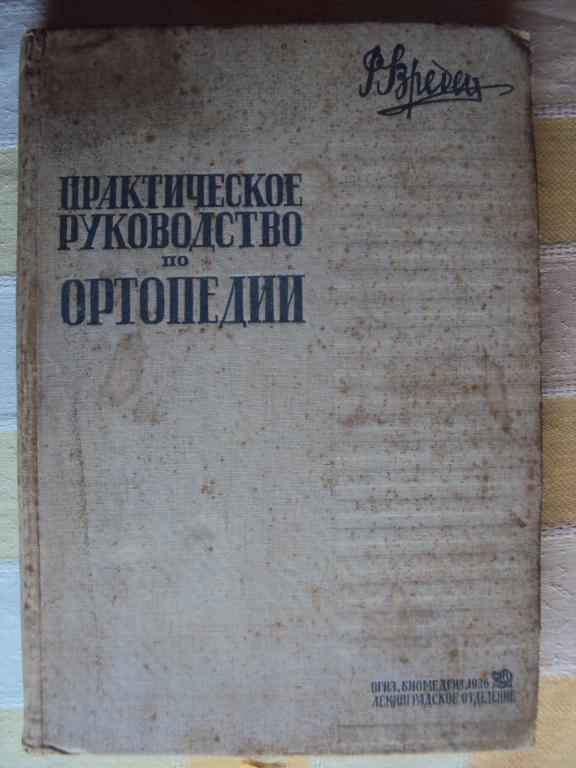 Р. Вреден
ПРАКТИЧЕСКОЕ
РУКОВОДСТВО
ПО
ОРТОПЕДИИ
ОГИЗ. БИОМЕДГИЗ. 1936
ЛЕНИНГРАДСКОЕ ОТДЕЛЕНИЕ